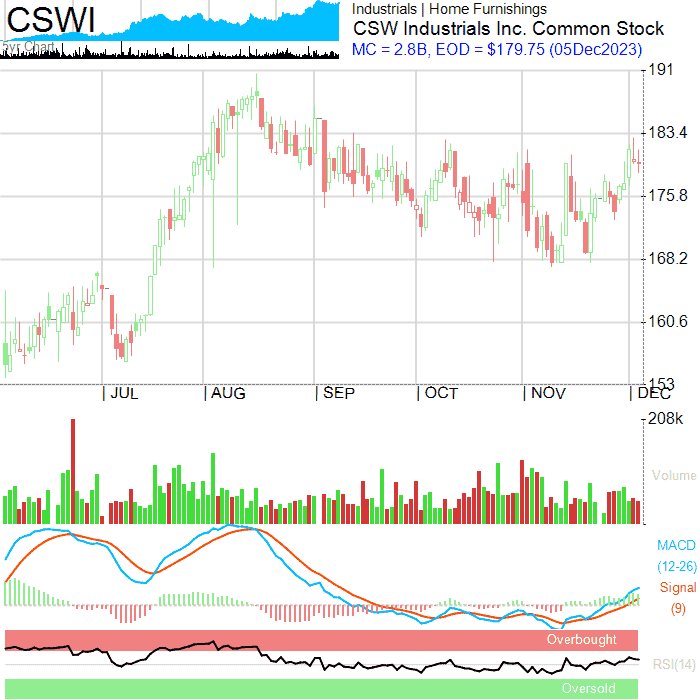 CSWI
5yr Chart
Industrials | Home Furnishings
CSW Industrials Inc. Common Stock
MC = 2.8B, EOD = $179.75 (05Dec2023)
191
183.4
175.8
168.2
160.6
153
| JUL | AUG | SEP | OCT | NOV | DEC
208k
Volume
MACD
(12-26)
Signal
(9)
Overbought
RSI(14)
Oversold